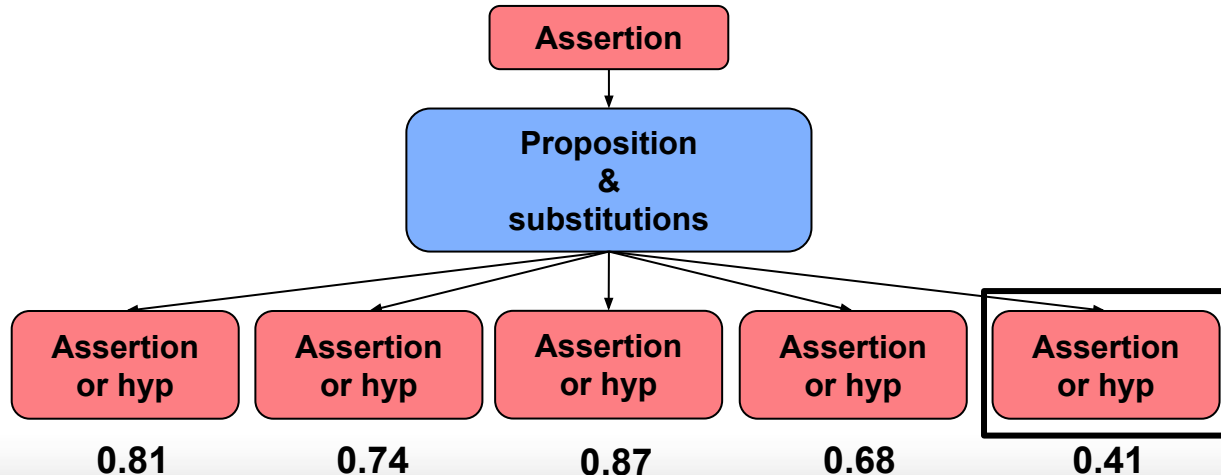 Assertion
Proposition
&
substitutions
Assertion
or hyp
Assertion
or hyp
Assertion
or hyp
Assertion
or hyp
Assertion
or hyp
0.81
0.74
0.87
0.68
0.41